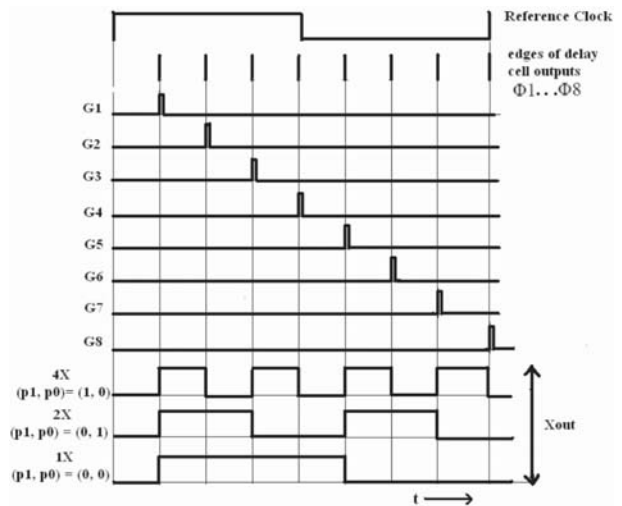 Reference Clock
edges of delay
cell outputs
Φ1...Φ8
G1
G2
G3
G4
G5
G6
G7
G8
4X
(p1, p0)= (1, 0)
2X
(p1, p0) = (0, 1)
1X
(p1, p0) = (0, 0)
Xout
t